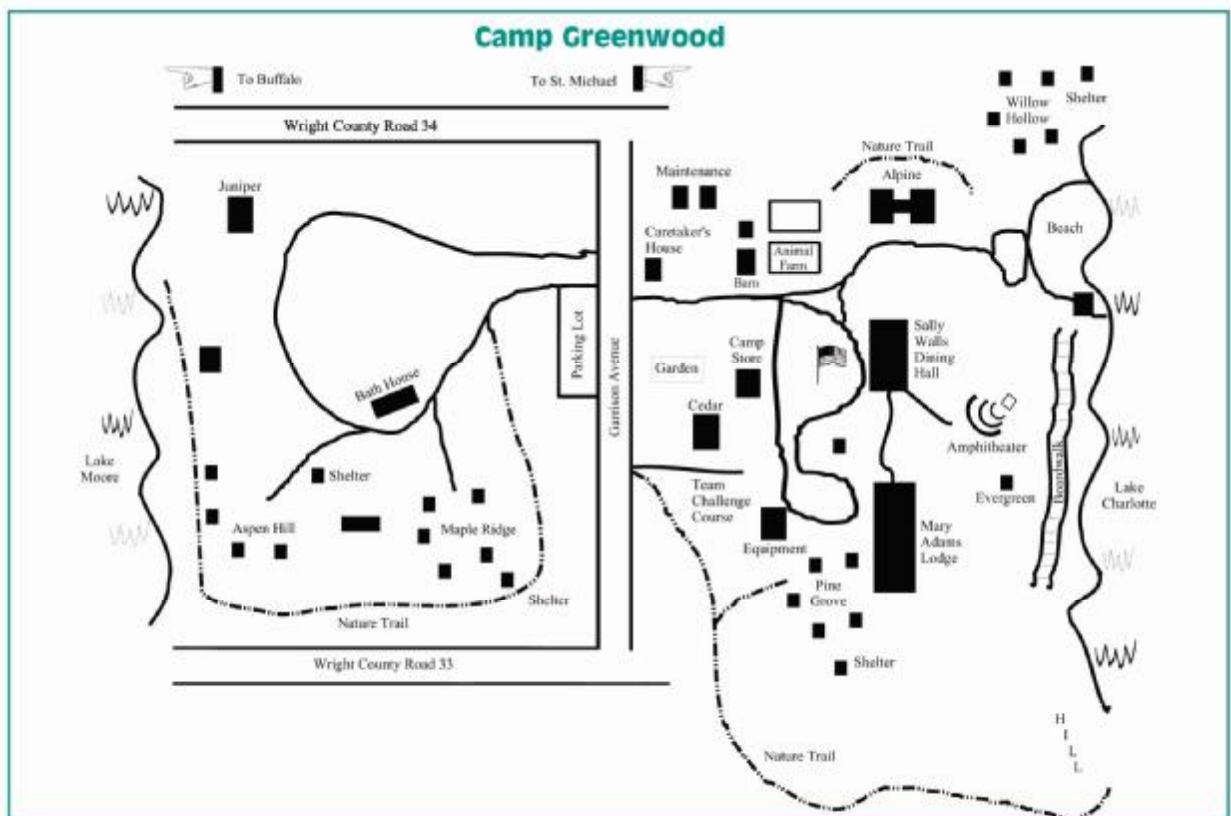 Camp Greenwood
To Buffalo
To St. Michael
Wright County Road 34
Willow
Hollow
Shelter
Nature Trail
Alpine
Maintenance
Juniper
Caretaker's
House
Animal
Farm
Barn
Beach
Parking Lot
Garrison Avenue
Garden
Camp
Store
Sally
Walls
Dining
Hall
Bath House
Cedar
Amphitheater
Lake
Moore
Shelter
Team
Challenge
Course
Evergreen
Boardwalk
Lake
Charlotte
Aspen Hill
Maple Ridge
Equipment
Mary
Adams
Lodge
Pine
Grove
Shelter
Nature Trail
Wright County Road 33
Shelter
HILL
Nature Trail